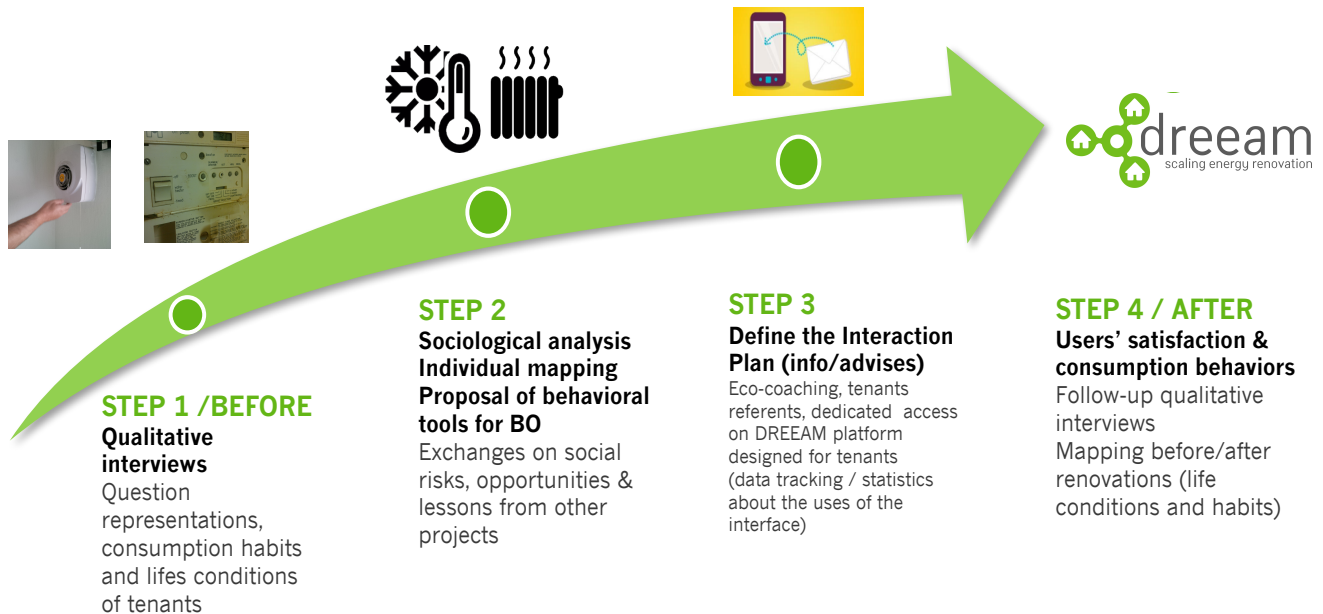 dreeam
scaling energy renovation
STEP 1 /BEFORE
Qualitative
interviews
Question
representations,
consumption habits
and lifes conditions
of tenants
STEP 2
Sociological analysis
Individual mapping
Proposal of behavioral
tools for BO
Exchanges on social
risks, opportunities &
lessons from other
projects
STEP 3
Define the Interaction
Plan (info/advises)
Eco-coaching, tenants
referents, dedicated access
on DREEAM platform
designed for tenants
(data tracking / statistics
about the uses of the
interface)
STEP 4 / AFTER
Users’ satisfaction &
consumption behaviors
Follow-up qualitative
interviews
Mapping before/after
renovations (life
conditions and habits)